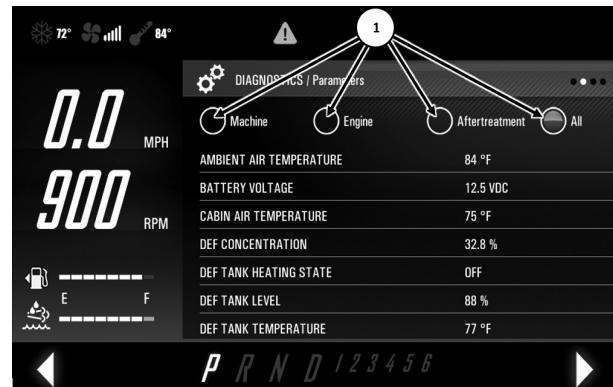 72° 84°
1
DIAGNOSTICS / Parameters
Machine Engine Aftertreatment All
0.0 MPH
900 RPM
AMBIENT AIR TEMPERATURE 84 °F
BATTERY VOLTAGE 12.5 VDC
CABIN AIR TEMPERATURE 75 °F
DEF CONCENTRATION 32.8 %
DEF TANK HEATING STATE OFF
DEF TANK LEVEL 88 %
DEF TANK TEMPERATURE 77 °F
E F
P R N D 1 2 3 4 5 6